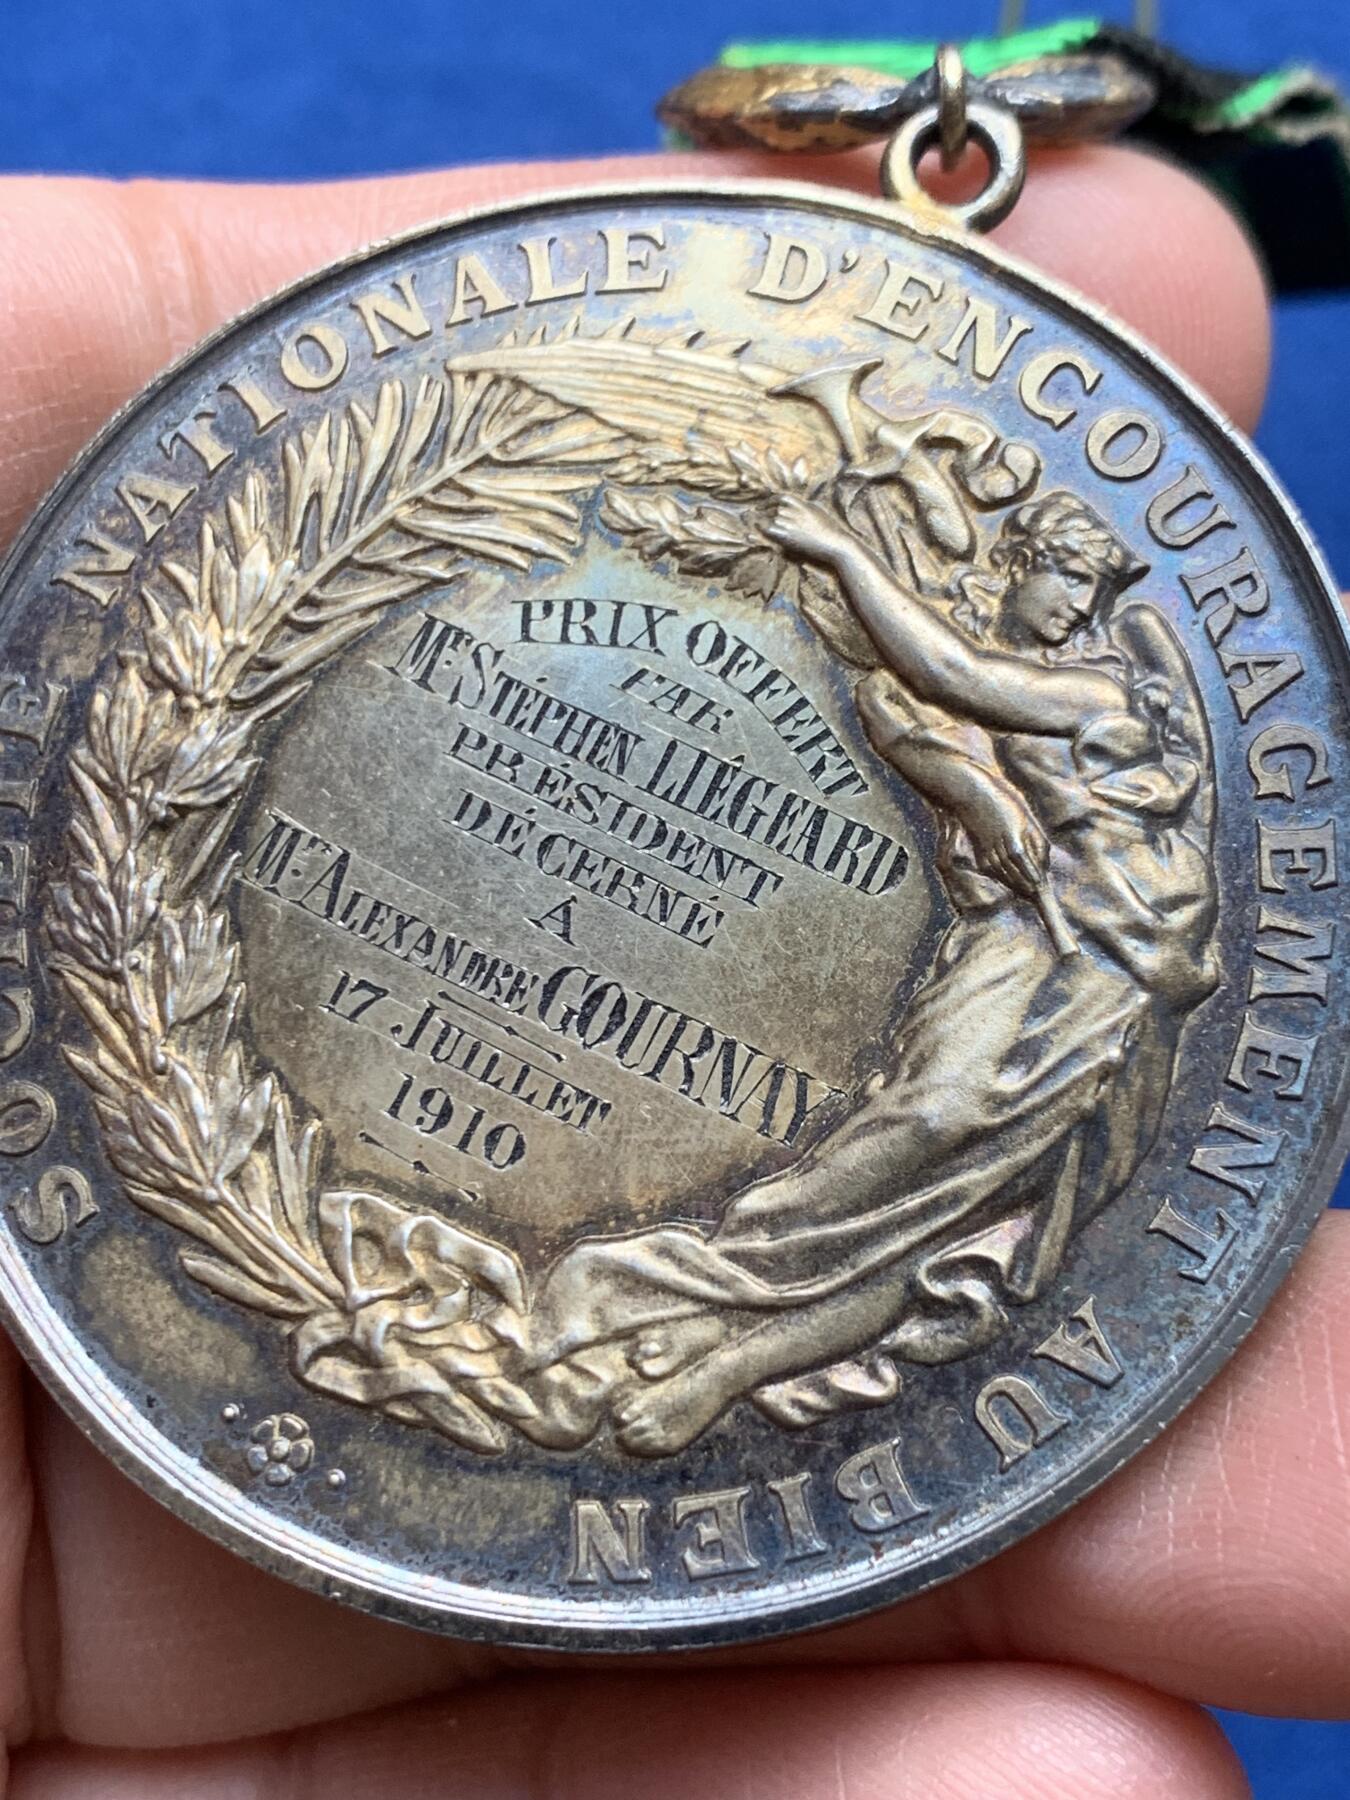 SOCIÉTÉ NATIONALE D'ENCOURAGEMENT AU BIEN
PRIX OFFERT
PAR
Mr. STÉPHEN LIÉGEARD
PRÉSIDENT
DÉCERNÉ
À
Mr. ALEXANDRE GOURNAY
17 JUILLET
1910